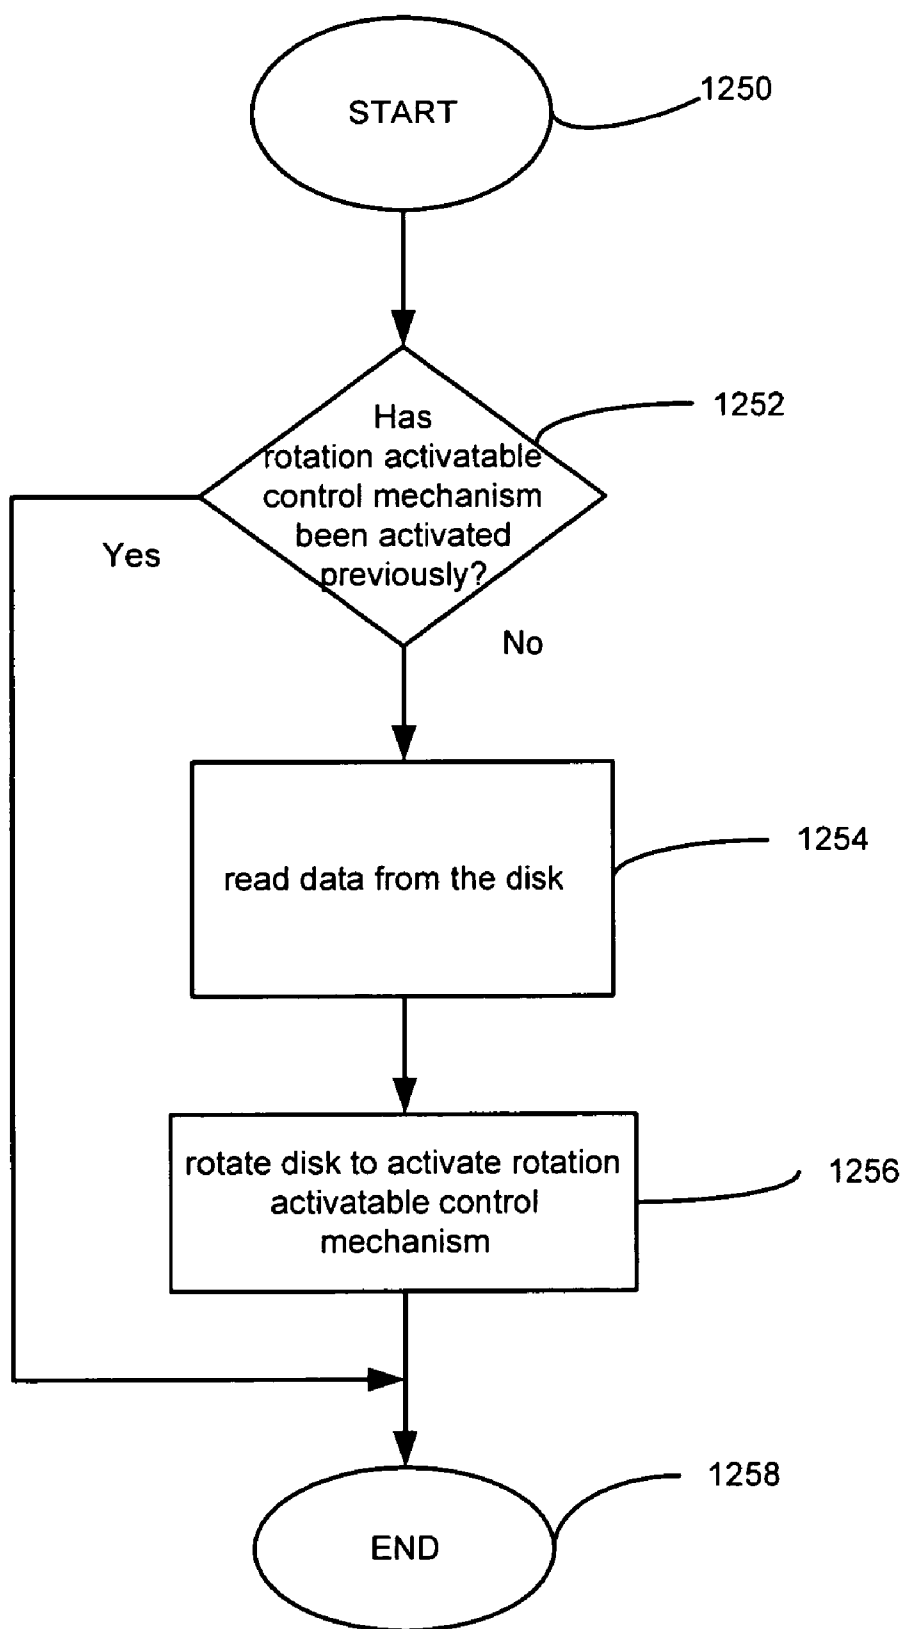 START
1250
Has
rotation activatable
control mechanism
been activated
previously?
1252
Yes
No
read data from the disk
1254
rotate disk to activate rotation
activatable control
mechanism
1256
END
1258